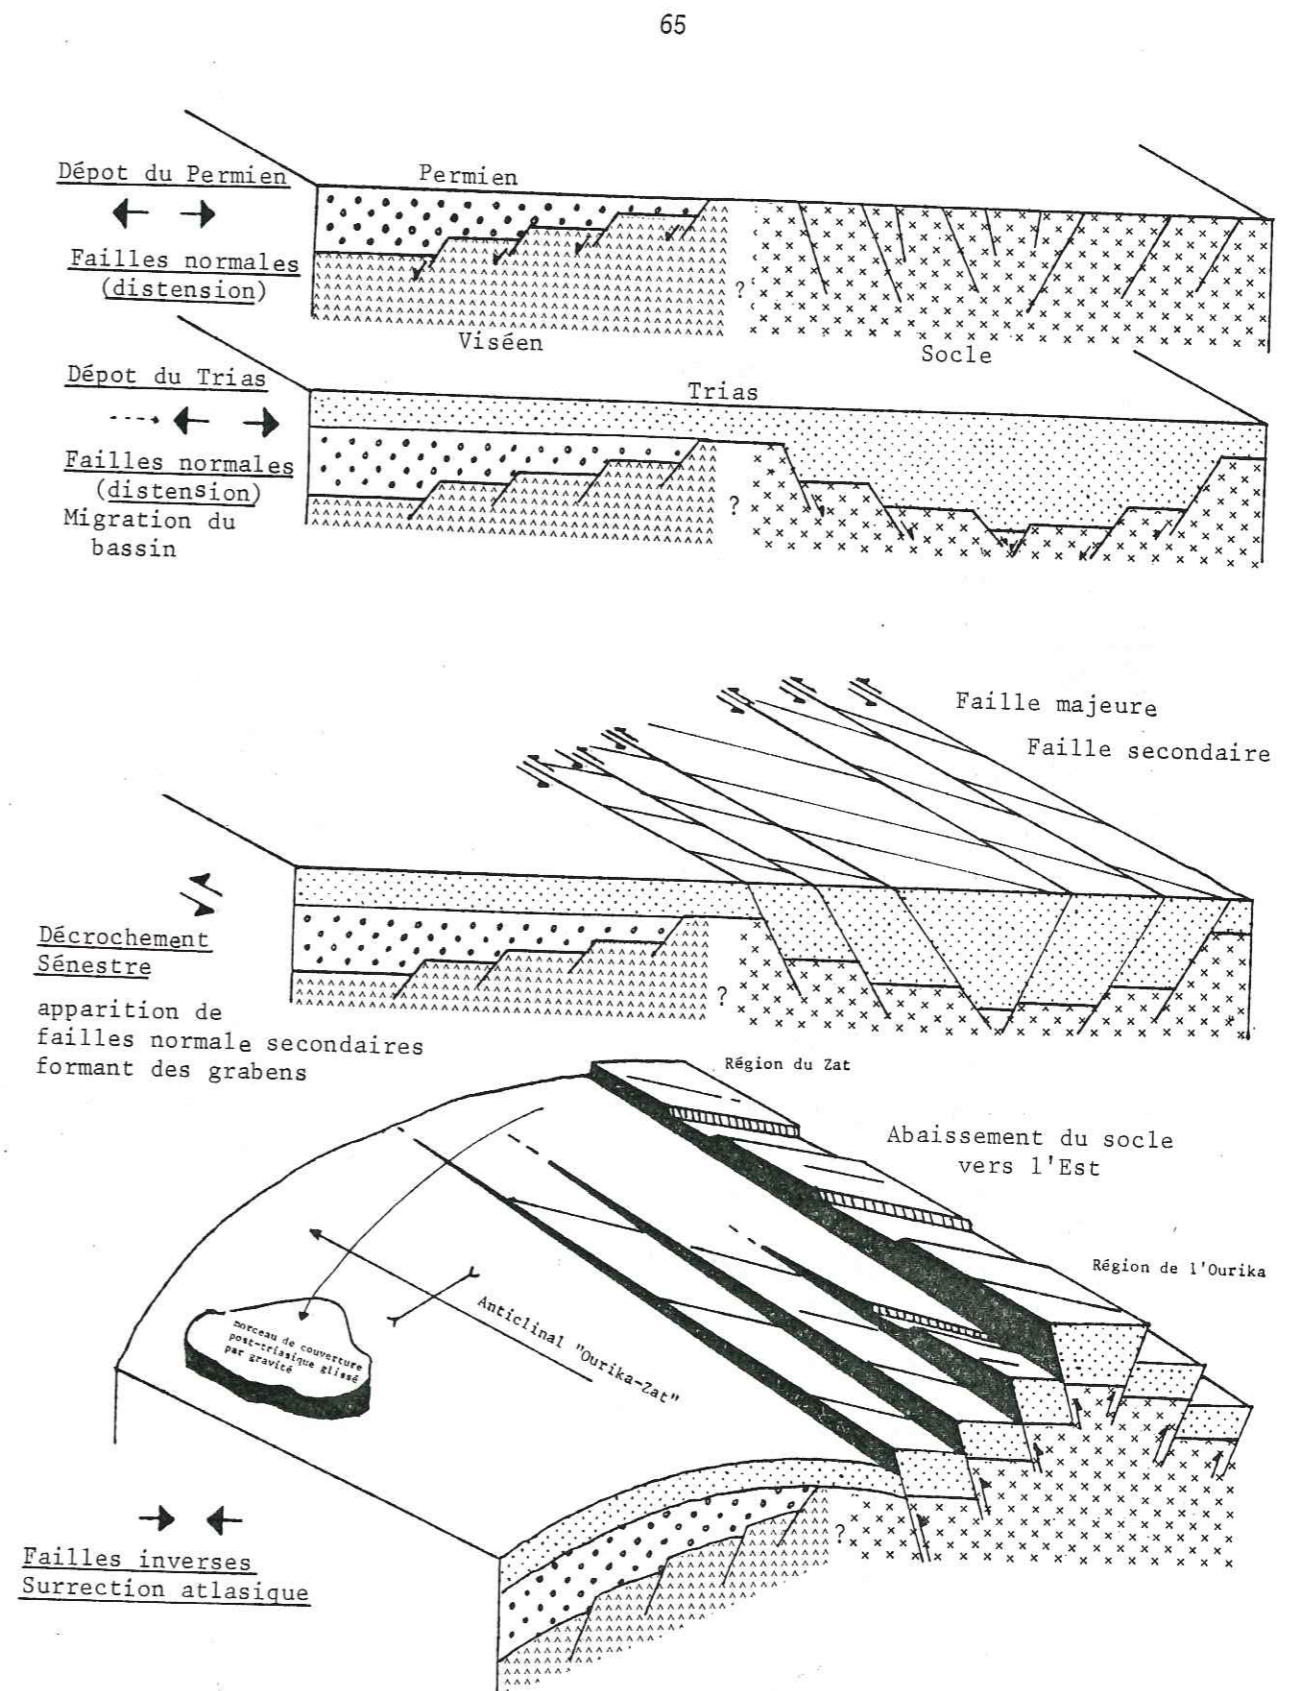 65
Dépot du Permien
Permien
Failles normales
(distension)
?
Viséen
Socle
Dépot du Trias
Trias
Failles normales
(distension)
Migration du
bassin
?
Faille majeure
Faille secondaire
Décrochement
Sénestre
?
apparition de
failles normale secondaires
formant des grabens
Région du Zat
Abaissement du socle
vers l'Est
Région de l'Ourika
Anticlinal "Ourika-Zat"
morceau de couverture
post-triasique glissé
par gravité
?
Failles inverses
Surrection atlasique